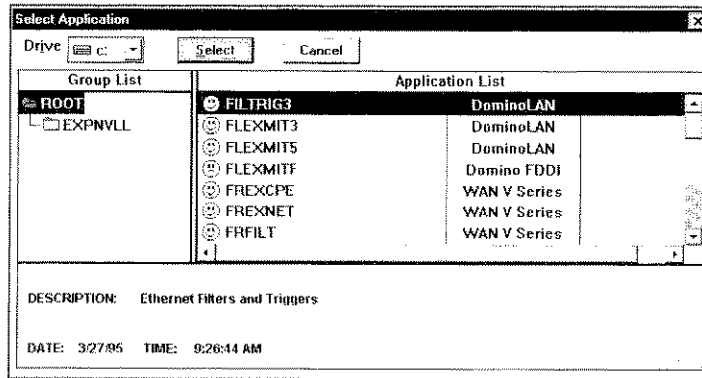 Select Application
Drive c: Select Cancel
Group List Application List
ROOT FILTRIG3 DominoLAN
EXPNVLL FLEXMIT3 DominoLAN
FLEXMIT5 DominoLAN
FLEXMITF Domino FDDI
FREXCPE WAN V Series
FREXNET WAN V Series
FRFILT WAN V Series
DESCRIPTION: Ethernet Filters and Triggers
DATE: 3/27/95 TIME: 9:26:44 AM